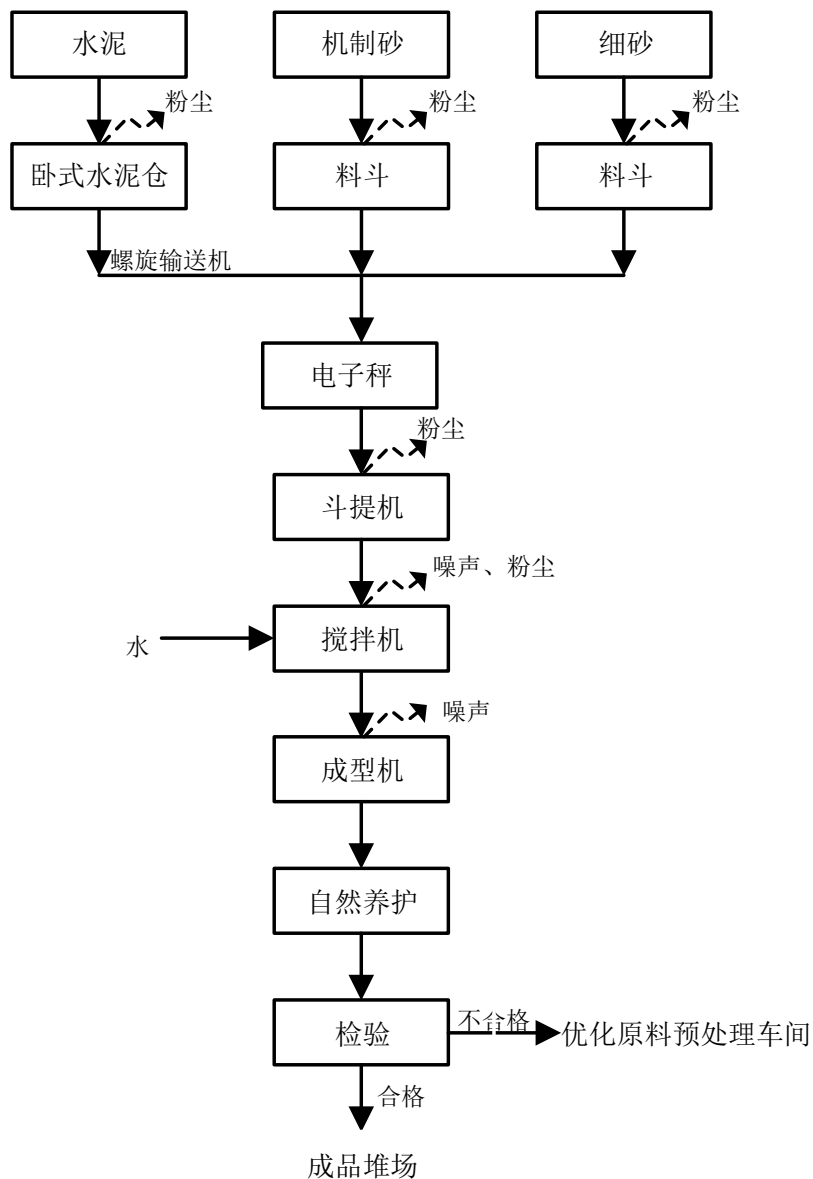 水泥
机制砂
细砂
粉尘
粉尘
粉尘
卧式水泥仓
料斗
料斗
螺旋输送机
电子秤
粉尘
斗提机
噪声、粉尘
水
搅拌机
噪声
成型机
自然养护
检验
不合格
优化原料预处理车间
合格
成品堆场